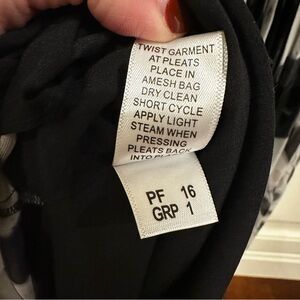 TWIST GARMENT
AT PLEATS
PLACE IN
AMESH BAG
DRY CLEAN
SHORT CYCLE
APPLY LIGHT
STEAM WHEN
PRESSING
PLEATS BACK
INTO
PF 16
GRP 1